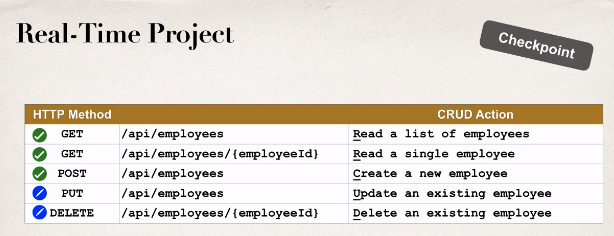 Real-Time Project
Checkpoint
HTTP Method CRUD Action
GET /api/employees Read a list of employees
GET /api/employees/{employeeId} Read a single employee
POST /api/employees Create a new employee
PUT /api/employees Update an existing employee
DELETE /api/employees/{employeeId} Delete an existing employee